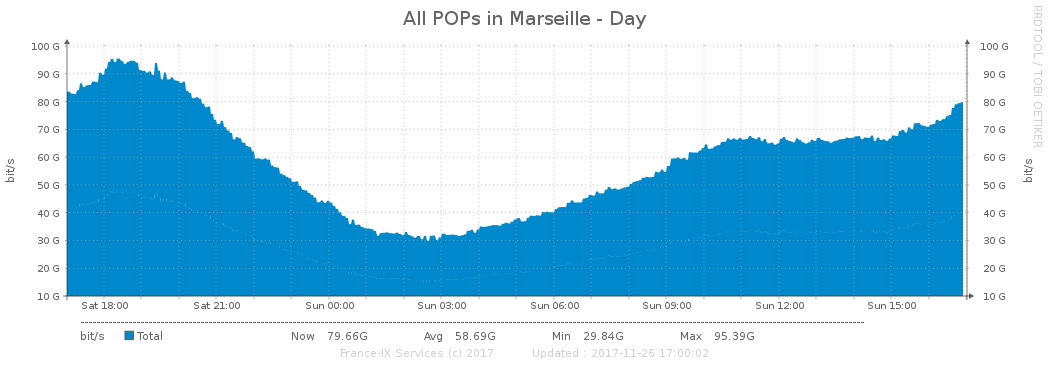 All POPs in Marseille - Day
RRDTOOL / TOBI OETIKER
bit/s
100 G
90 G
80 G
70 G
60 G
50 G
40 G
30 G
20 G
10 G
100 G
90 G
80 G
70 G
60 G
50 G
40 G
30 G
20 G
10 G
bit/s
Sat 18:00 Sat 21:00 Sun 00:00 Sun 03:00 Sun 06:00 Sun 09:00 Sun 12:00 Sun 15:00
bit/s Total Now 79.66G Avg 58.69G Min 29.84G Max 95.39G
France-IX Services (c) 2017 Updated : 2017-11-26 17:00:02